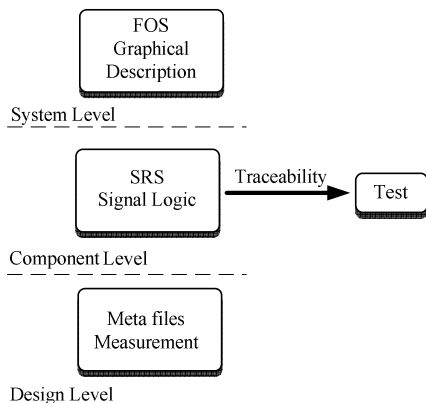 FOS
Graphical
Description
System Level
SRS
Signal Logic
Traceability
Test
Component Level
Meta files
Measurement
Design Level